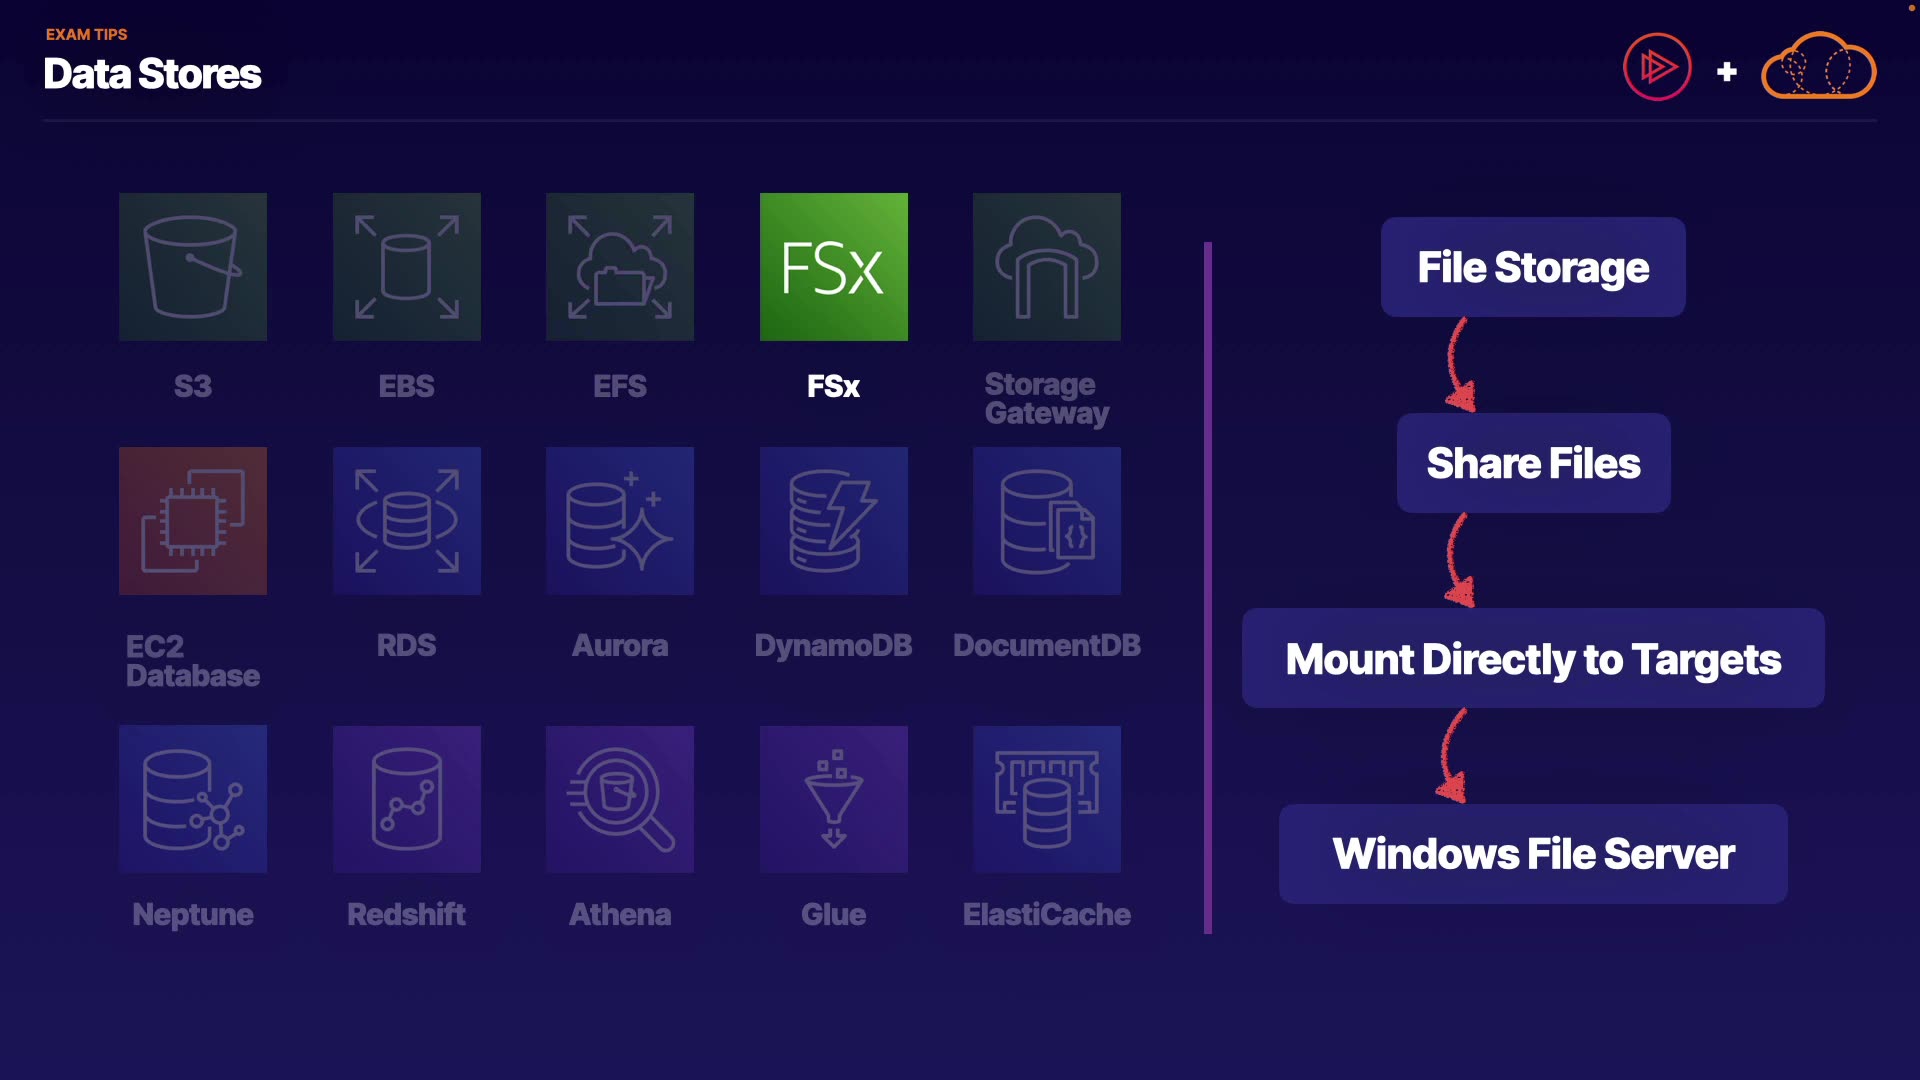 EXAM TIPS
Data Stores
FSx
S3
EBS
EFS
FSx
Storage
Gateway
EC2
Database
RDS
Aurora
DynamoDB
DocumentDB
Neptune
Redshift
Athena
Glue
ElastiCache
File Storage
Share Files
Mount Directly to Targets
Windows File Server